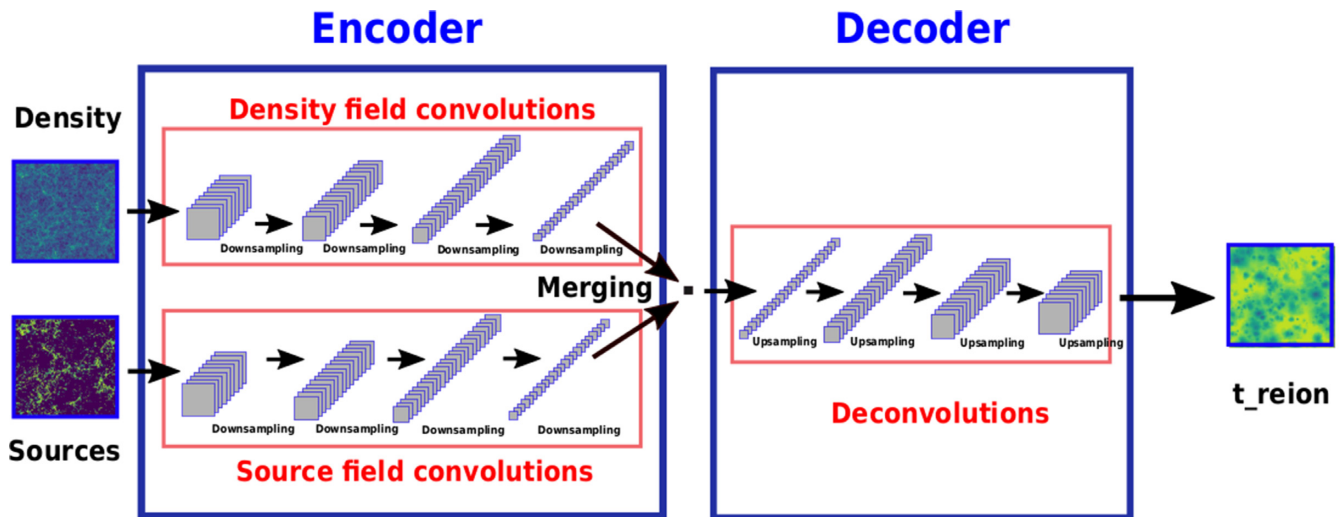 Encoder
Decoder
Density
Density field convolutions
Downsampling Downsampling Downsampling Downsampling
Merging
Upsampling Upsampling Upsampling Upsampling
Deconvolutions
t_reion
Sources
Downsampling Downsampling Downsampling Downsampling
Source field convolutions